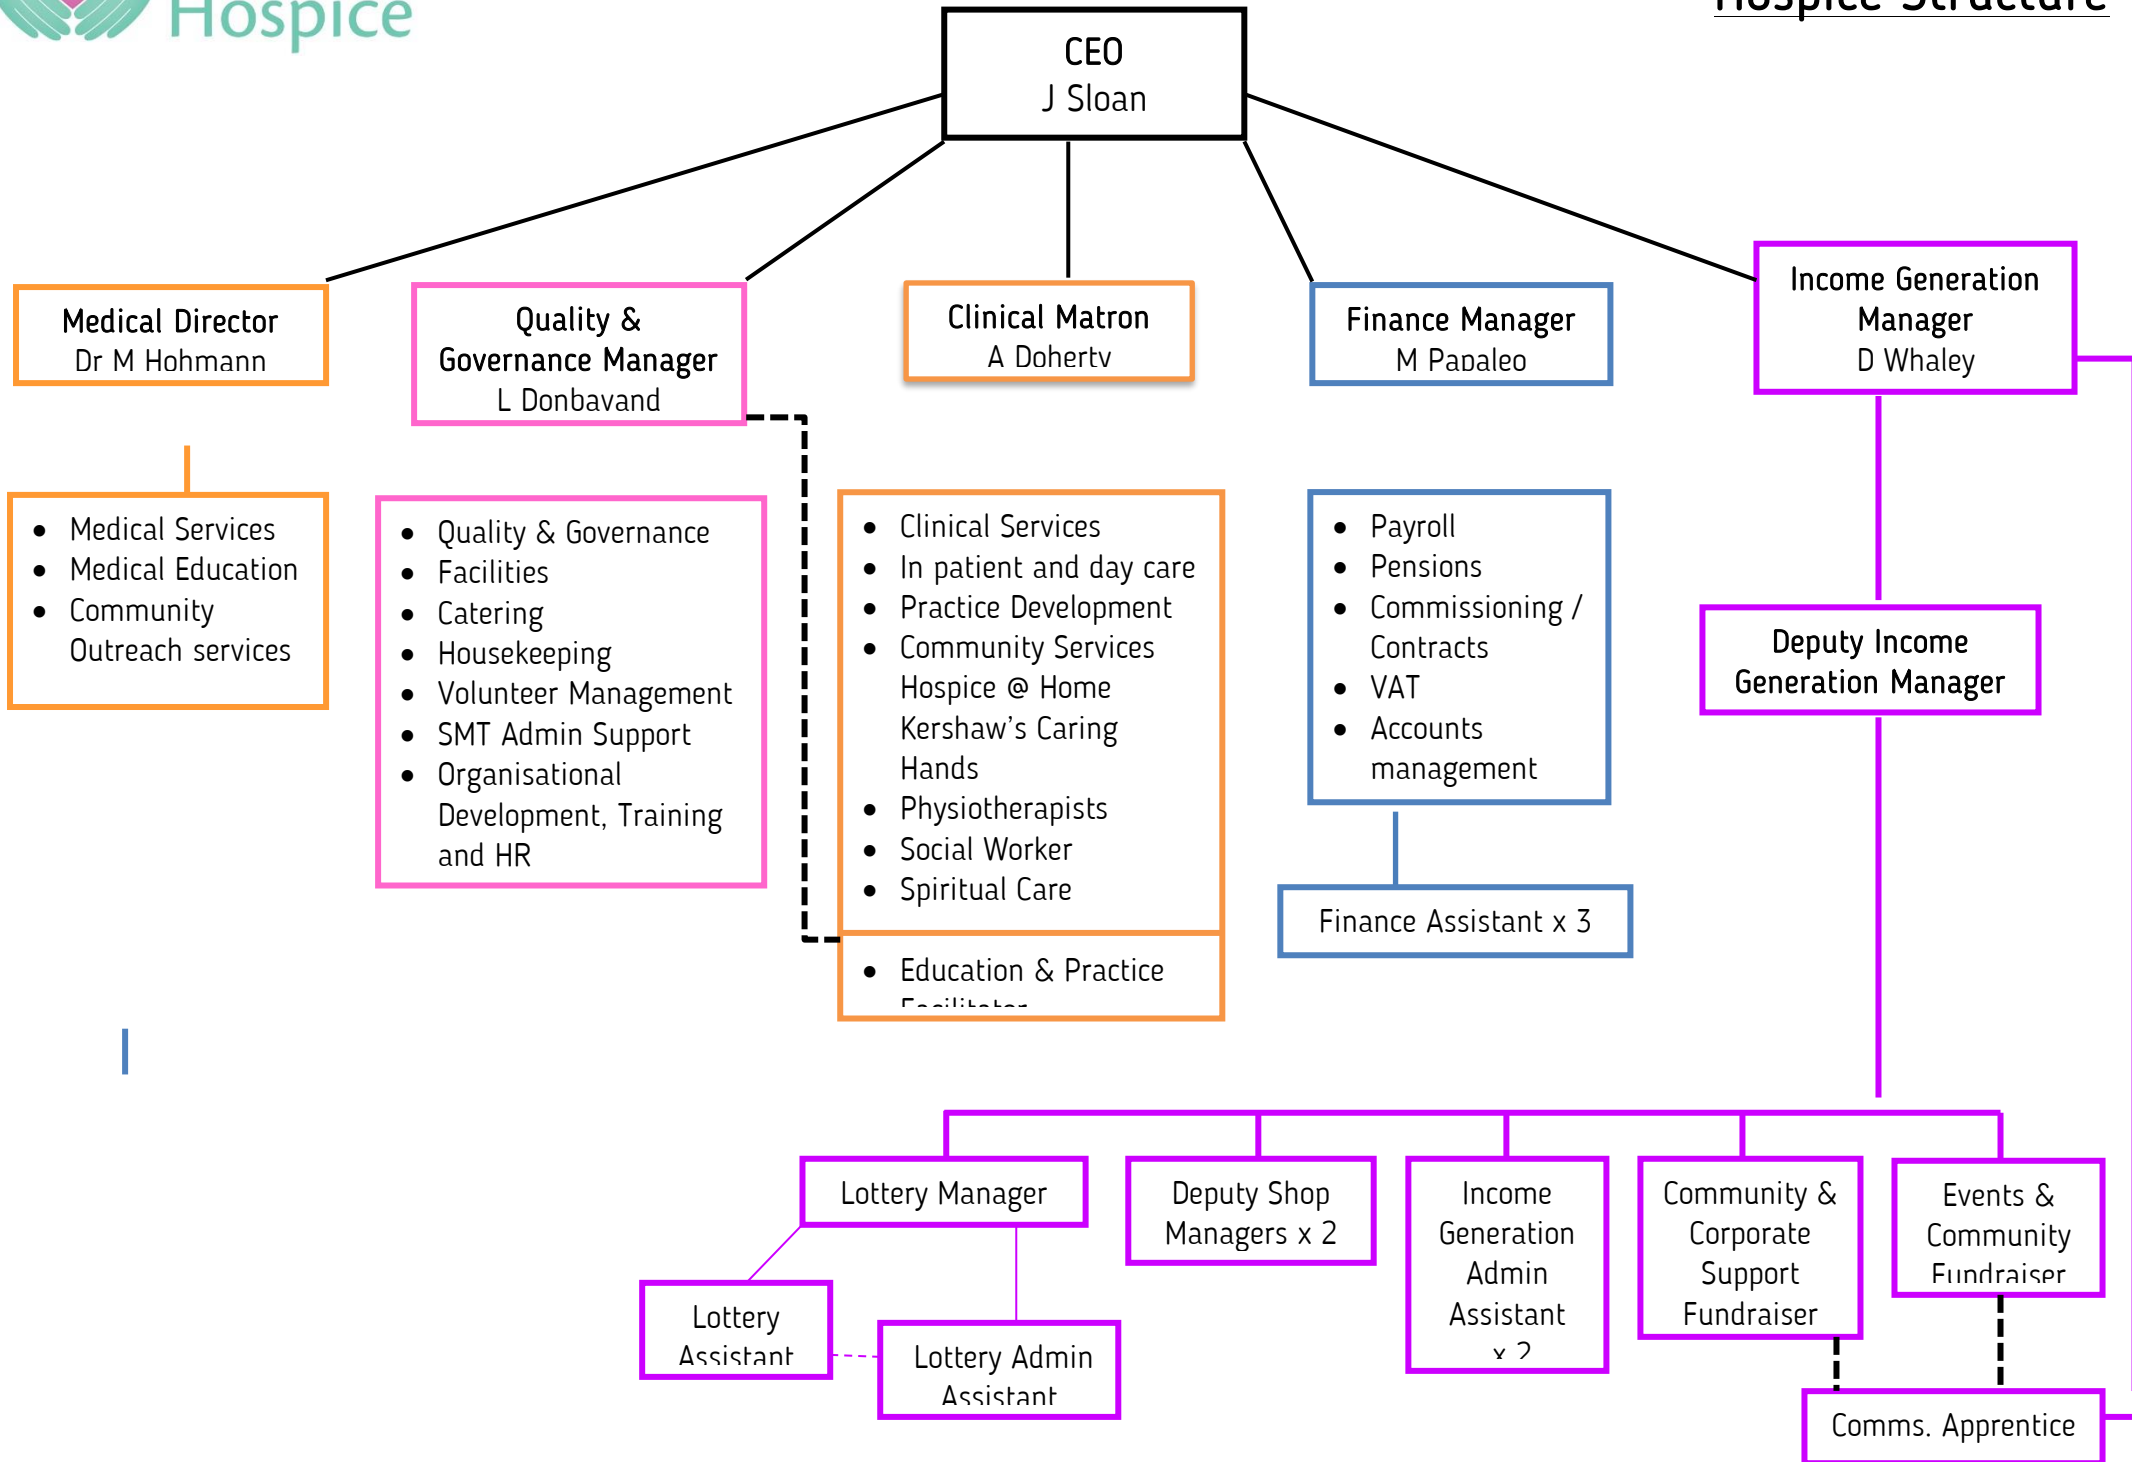 Hospice
Hospice Structure
CEO
J Sloan
Medical Director
Dr M Hohmann
Quality &
Governance Manager
L Donbavand
Clinical Matron
A Doherty
Finance Manager
M Papaleo
Income Generation
Manager
D Whaley
• Medical Services
• Medical Education
• Community
Outreach services
• Quality & Governance
• Facilities
• Catering
• Housekeeping
• Volunteer Management
• SMT Admin Support
• Organisational
Development, Training
and HR
• Clinical Services
• In patient and day care
• Practice Development
• Community Services
Hospice @ Home
Kershaw’s Caring
Hands
• Physiotherapists
• Social Worker
• Spiritual Care
• Education & Practice
Facilitator
• Payroll
• Pensions
• Commissioning /
Contracts
• VAT
• Accounts
management
Finance Assistant x 3
Deputy Income
Generation Manager
Lottery Manager
Deputy Shop
Managers x 2
Income
Generation
Admin
Assistant
x 2
Community &
Corporate
Support
Fundraiser
Events &
Community
Fundraiser
Lottery
Assistant
Lottery Admin
Assistant
Comms. Apprentice